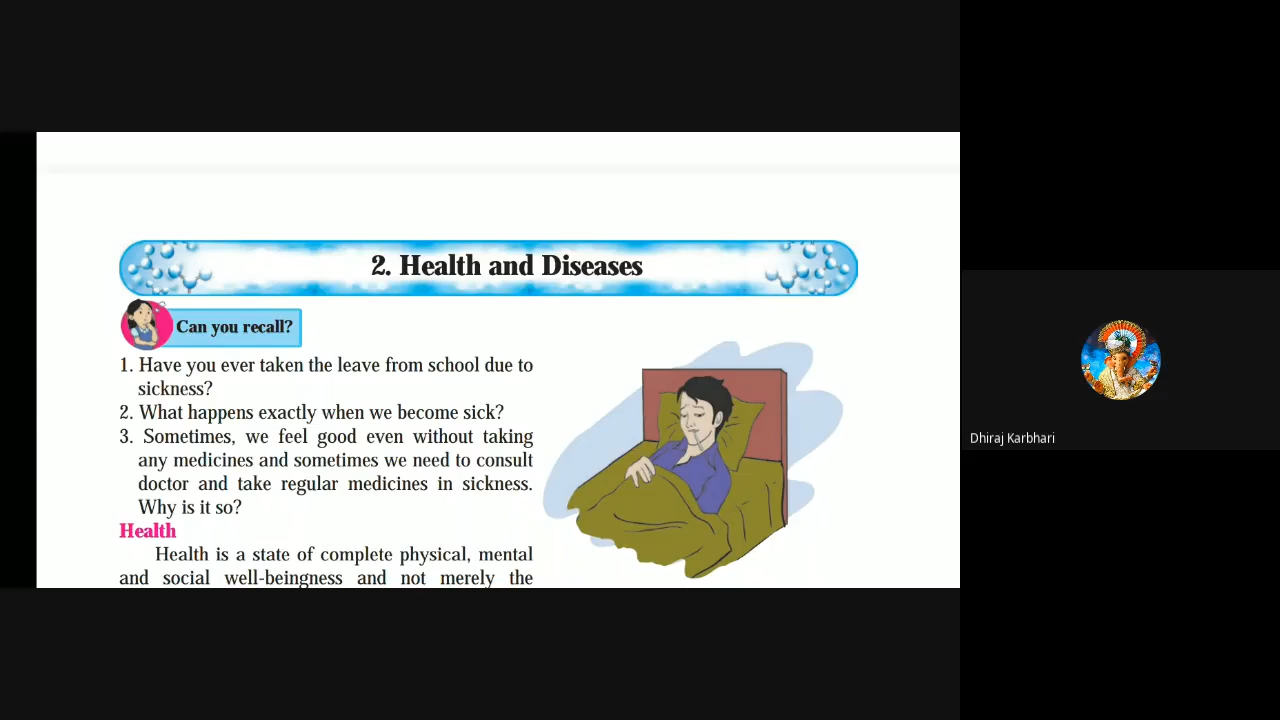 2. Health and Diseases
Can you recall?
1. Have you ever taken the leave from school due to
sickness?
2. What happens exactly when we become sick?
3. Sometimes, we feel good even without taking
any medicines and sometimes we need to consult
doctor and take regular medicines in sickness.
Why is it so?
Health
Health is a state of complete physical, mental
and social well-beingness and not merely the
Dhiraj Karbhari